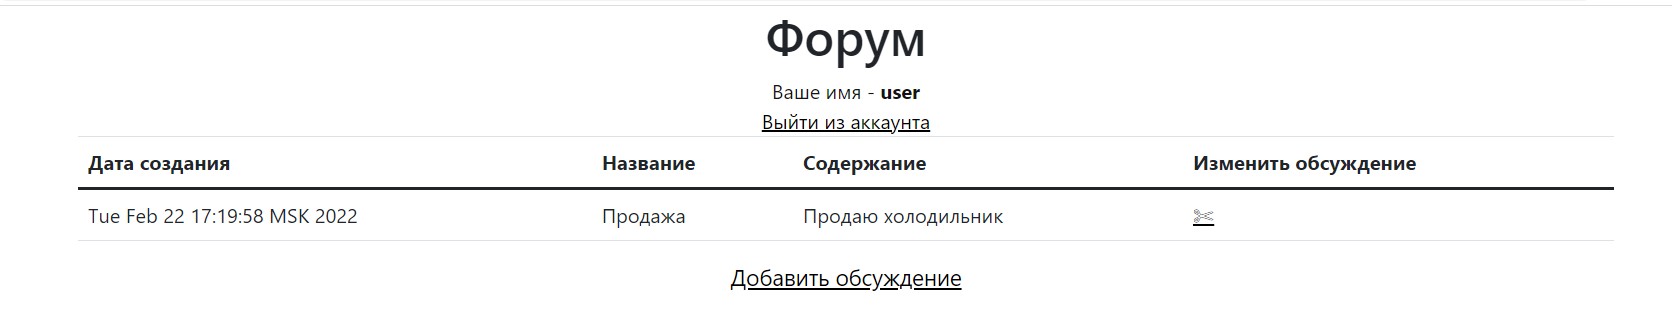 Форум
Ваше имя - user
Выйти из аккаунта
Дата создания Название Содержание Изменить обсуждение
Tue Feb 22 17:19:58 MSK 2022 Продажа Продаю холодильник ✄
Добавить обсуждение